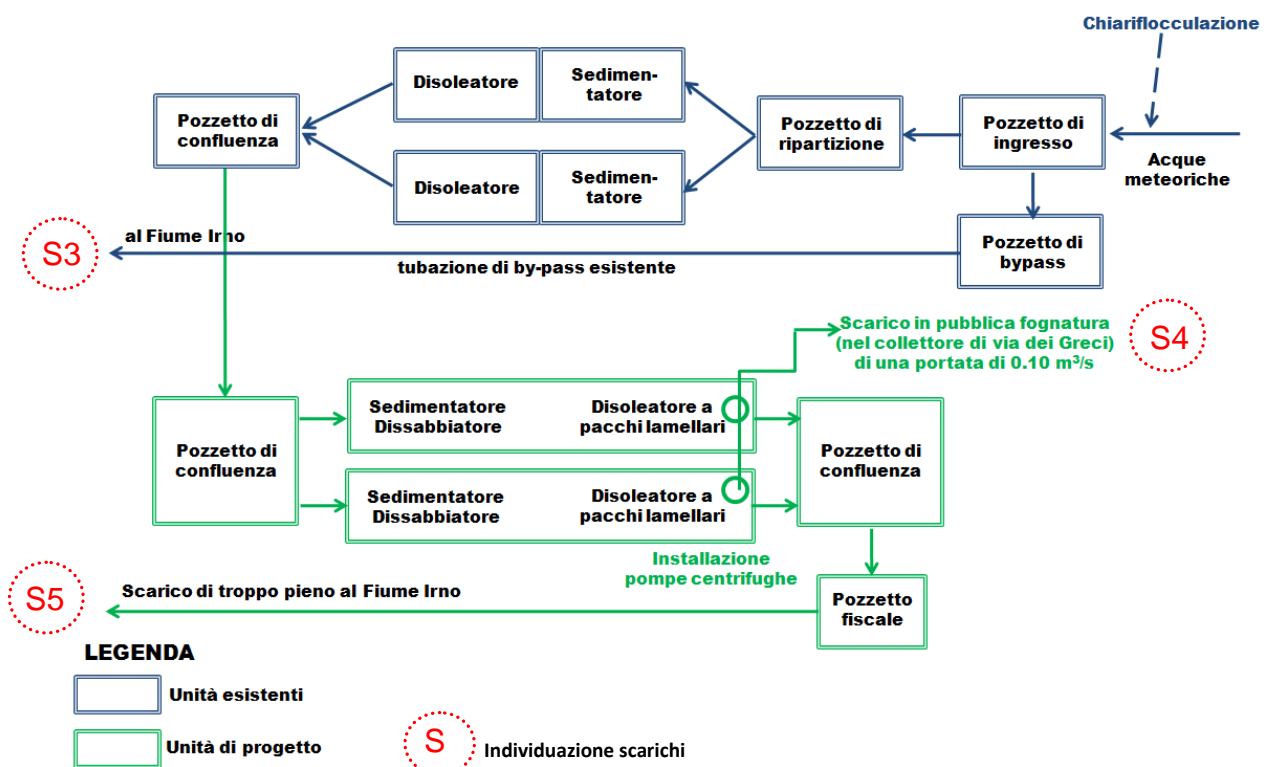 Chiariflocculazione
Disoleatore
Sedimen-
tatore
Pozzetto di
confluenza
Pozzetto di
ripartizione
Pozzetto di
ingresso
Acque
meteoriche
Disoleatore
Sedimen-
tatore
S3
al Fiume Irno
tubazione di by-pass esistente
Pozzetto di
bypass
Scarico in pubblica fognatura
(nel collettore di via dei Greci)
di una portata di 0.10 m³/s
S4
Pozzetto di
confluenza
Sedimentatore
Dissabbiatore
Disoleatore a
pacchi lamellari
Sedimentatore
Dissabbiatore
Disoleatore a
pacchi lamellari
Pozzetto di
confluenza
Installazione
pompe centrifughe
S5
Scarico di troppo pieno al Fiume Irno
Pozzetto
fiscale
LEGENDA
Unità esistenti
Unità di progetto
S
Individuazione scarichi